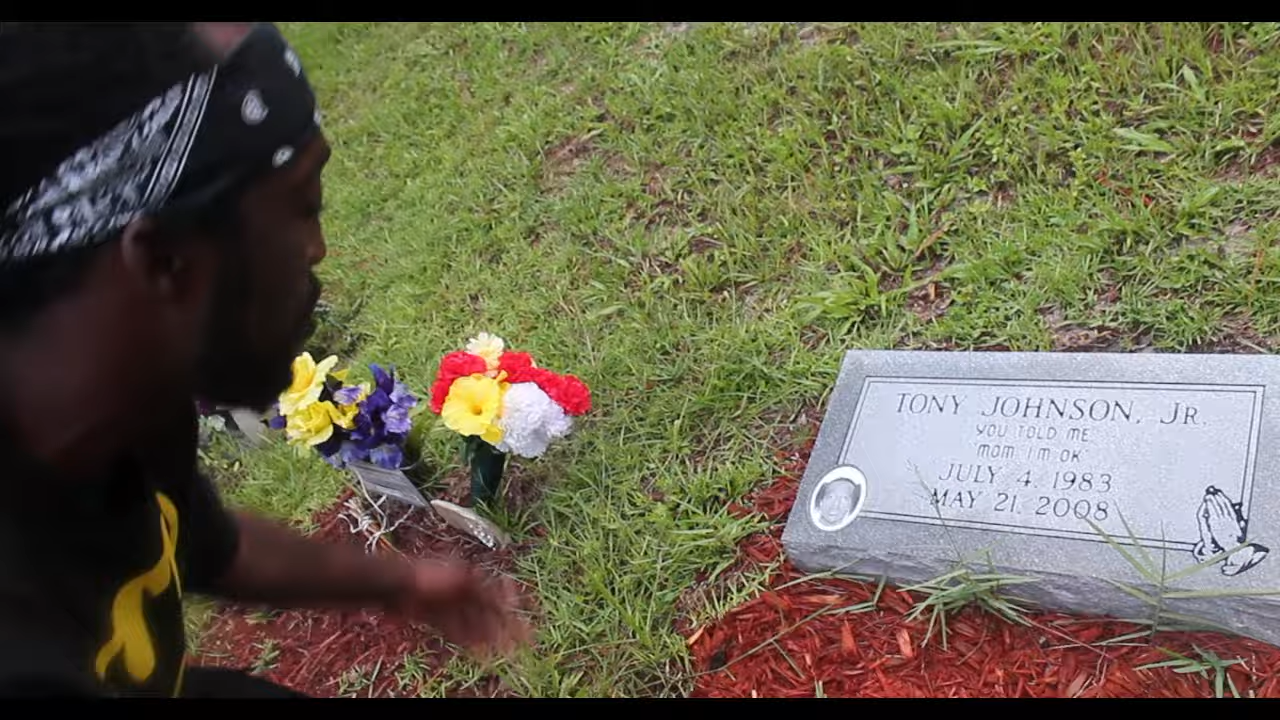 TONY JOHNSON, JR.
YOU TOLD ME
MOM I'M OK
JULY 4, 1983
MAY 21, 2008